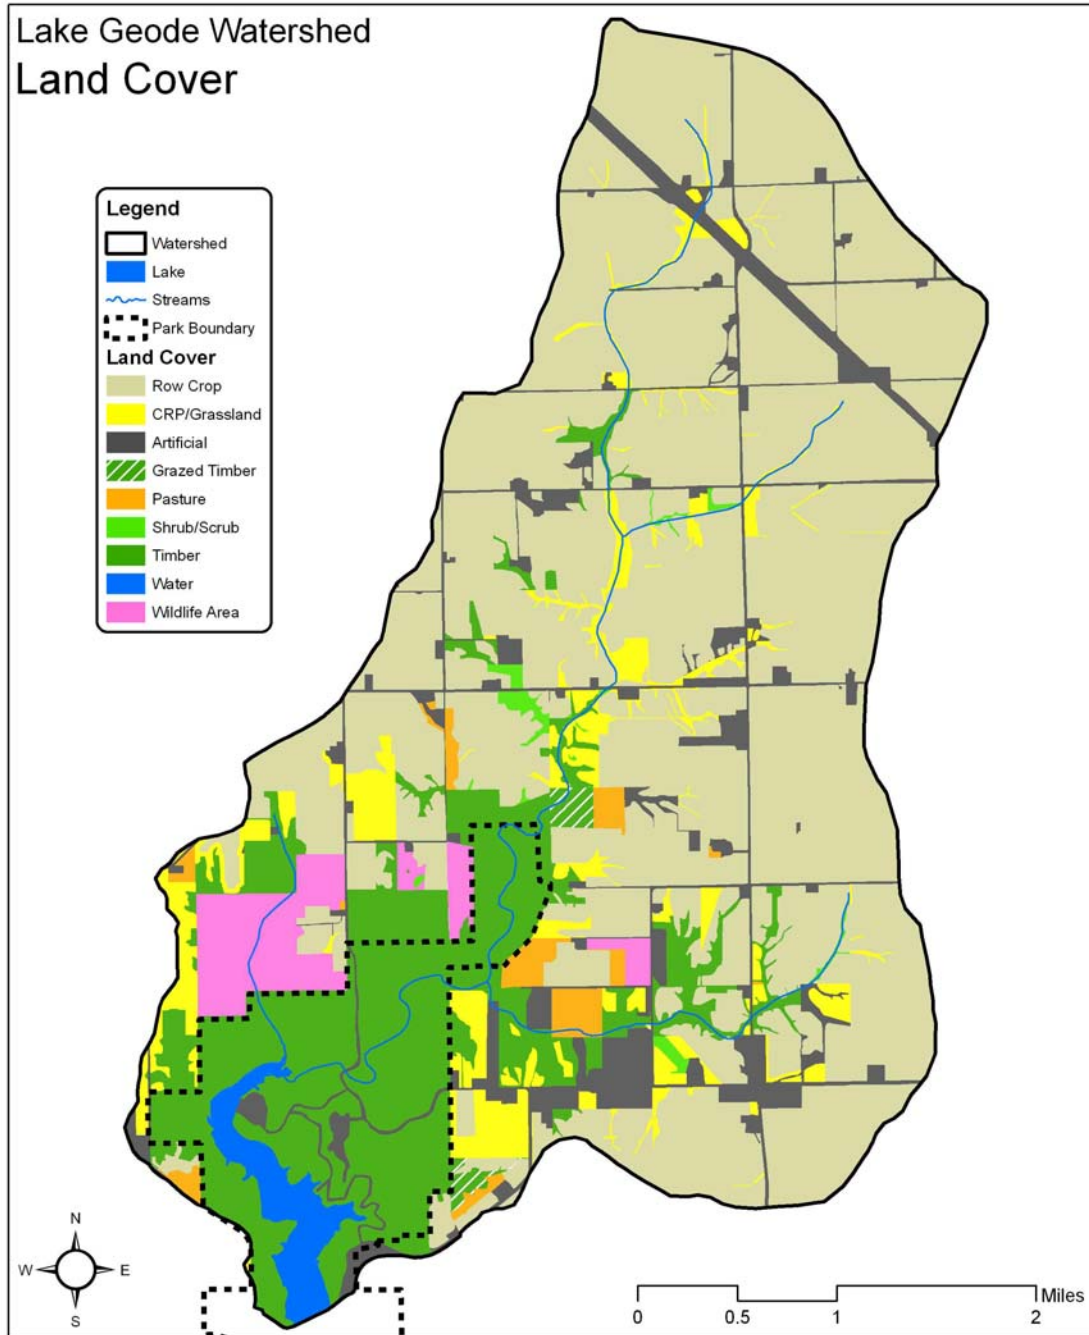 Lake Geode Watershed
Land Cover
Legend
Watershed
Lake
Streams
Park Boundary
Land Cover
Row Crop
CRP/Grassland
Artificial
Grazed Timber
Pasture
Shrub/Scrub
Timber
Water
Wildlife Area
N
W E
S
Miles
0 0.5 1 2